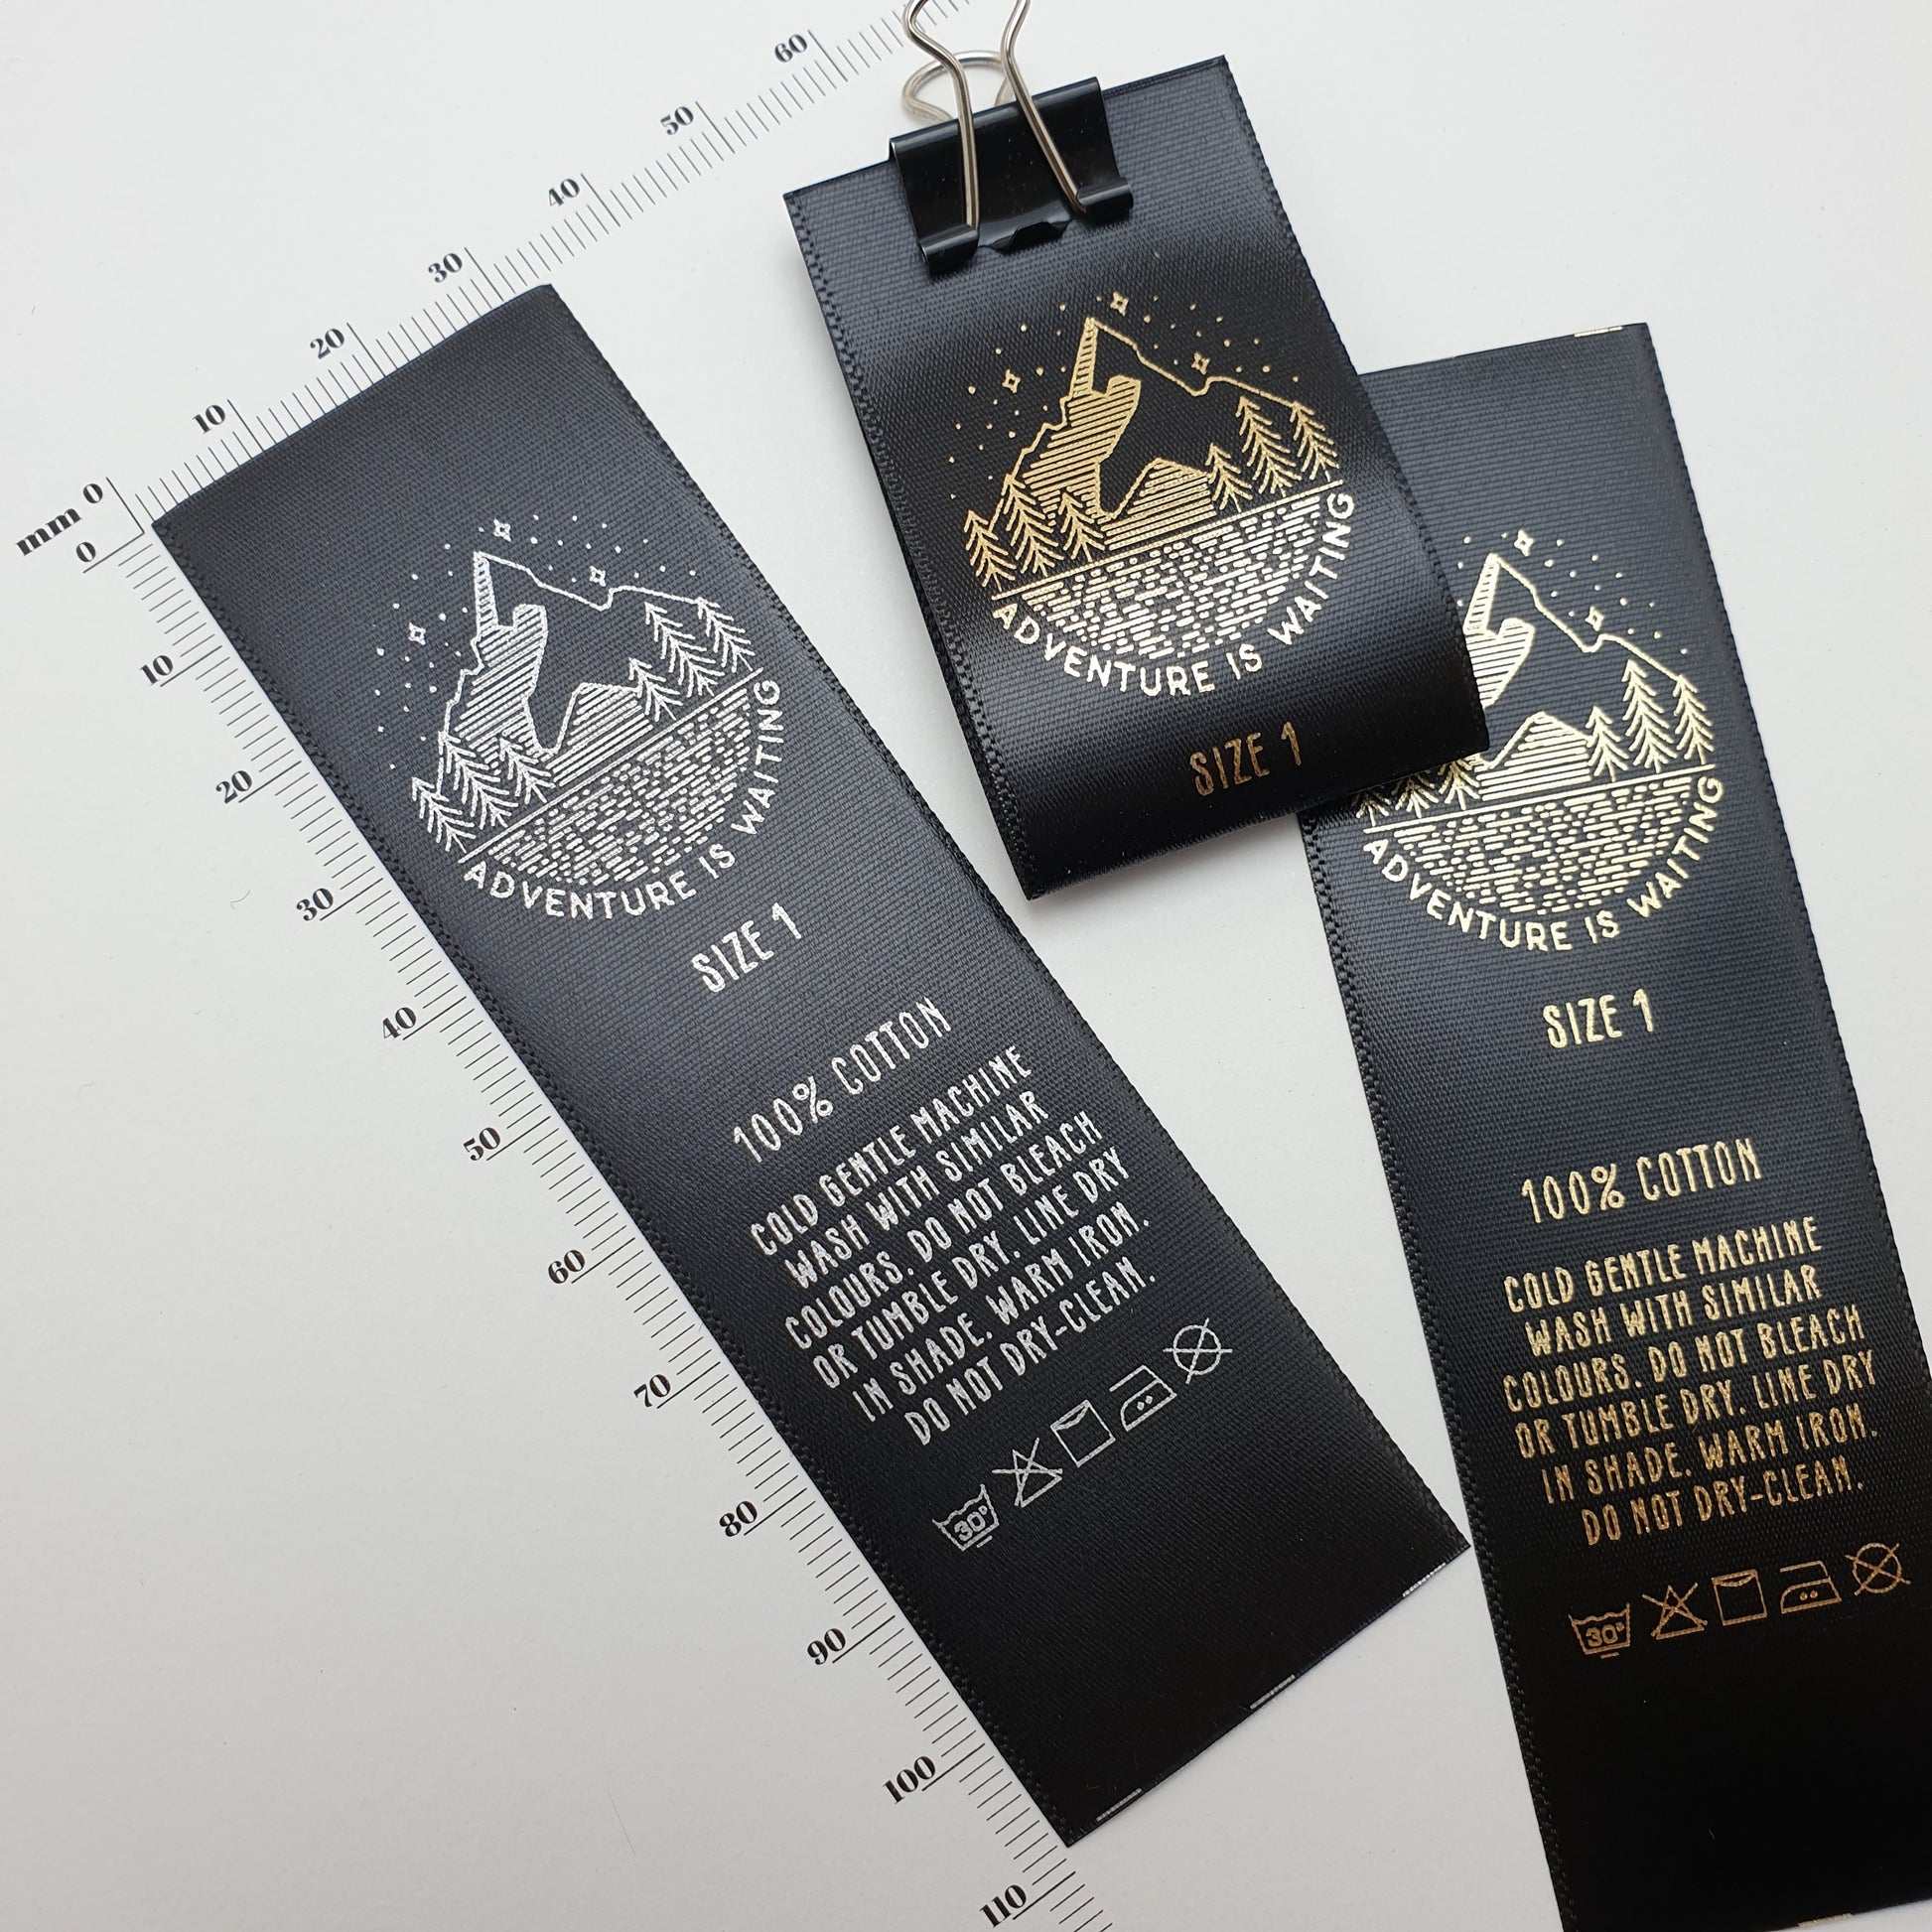 mm 0
10
20
30
40
50
60
0
10
20
30
40
50
60
70
80
90
100
110
ADVENTURE IS WAITING
SIZE 1
100% COTTON
COLD GENTLE MACHINE
WASH WITH SIMILAR
COLOURS. DO NOT BLEACH
OR TUMBLE DRY. LINE DRY
IN SHADE. WARM IRON.
DO NOT DRY-CLEAN.
30°
ADVENTURE IS WAITING
SIZE 1
ADVENTURE IS WAITING
SIZE 1
100% COTTON
COLD GENTLE MACHINE
WASH WITH SIMILAR
COLOURS. DO NOT BLEACH
OR TUMBLE DRY. LINE DRY
IN SHADE. WARM IRON.
DO NOT DRY-CLEAN.
30°